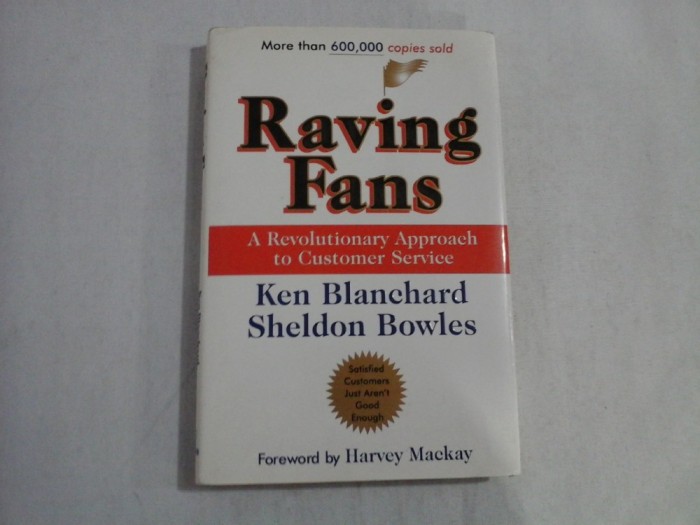 More than 600,000 copies sold
Raving
Fans
A Revolutionary Approach
to Customer Service
Ken Blanchard
Sheldon Bowles
Satisfied
Customers
Just Aren't
Good
Enough
Foreword by Harvey Mackay